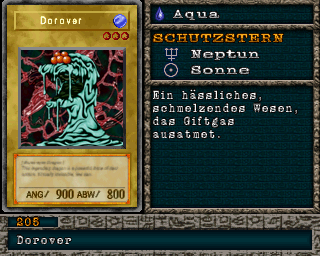 Dorover
ANG/ 900 ABW/ 800
Aqua
SCHUTZSTERN
Neptun
Sonne
Ein hässliches,
schmelzendes Wesen,
das Giftgas
ausatmet.
205
Dorover